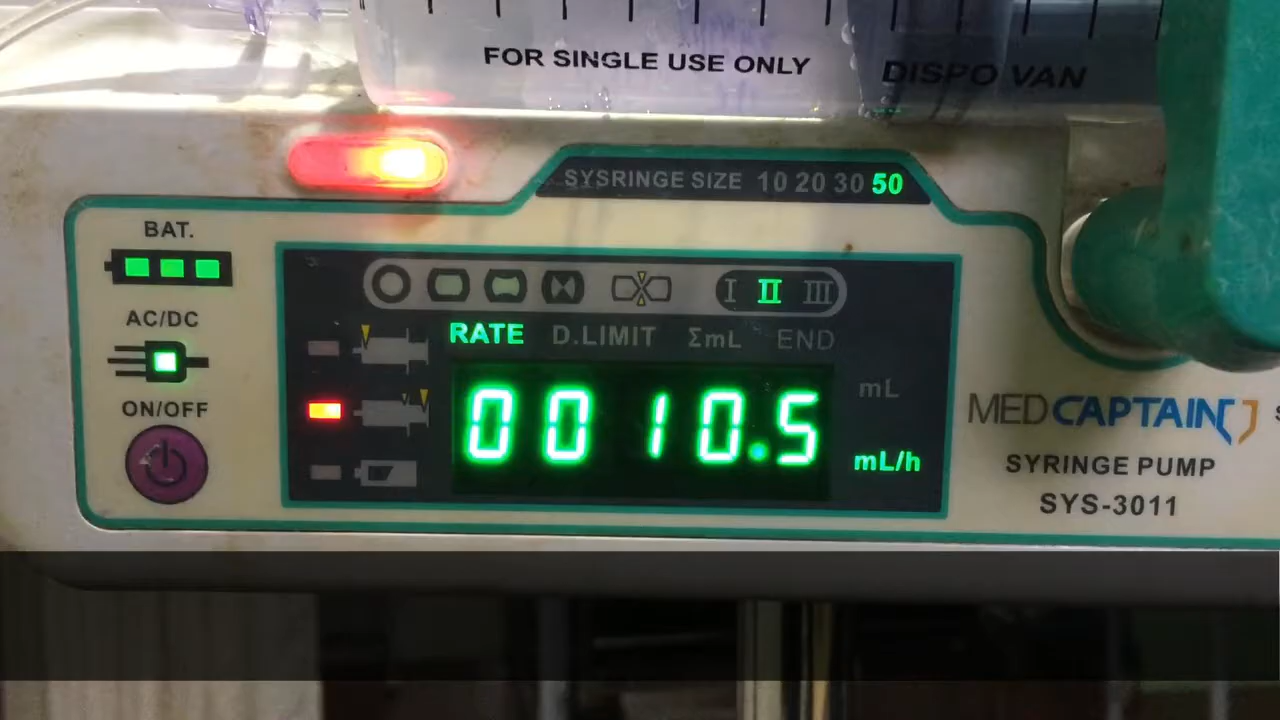 FOR SINGLE USE ONLY
DISPO VAN
SYSRINGE SIZE 10 20 30 50
BAT.
I II III
AC/DC
RATE D.LIMIT ΣmL END
mL
ON/OFF
0010.5
mL/h
MEDCAPTAIN
SYRINGE PUMP
SYS-3011